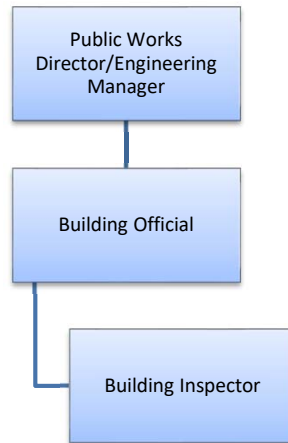 Public Works
Director/Engineering
Manager
Building Official
Building Inspector